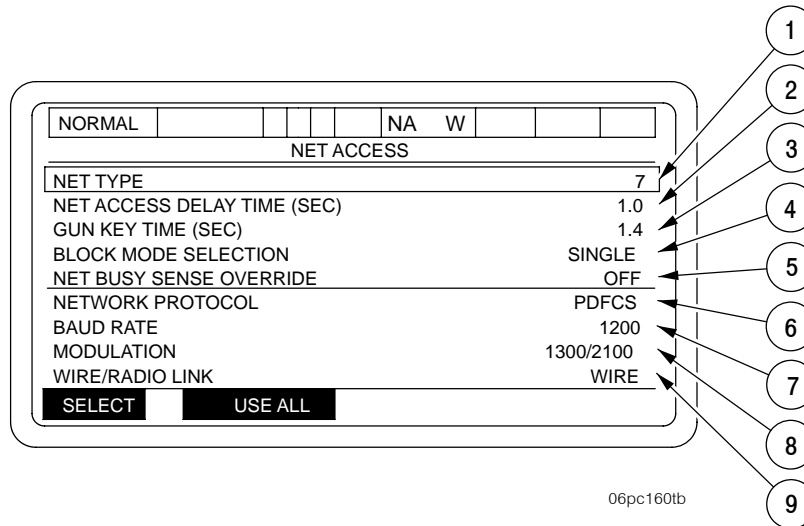 1
2
3
4
5
6
7
8
9
NORMAL NA W
NET ACCESS
NET TYPE 7
NET ACCESS DELAY TIME (SEC) 1.0
GUN KEY TIME (SEC) 1.4
BLOCK MODE SELECTION SINGLE
NET BUSY SENSE OVERRIDE OFF
NETWORK PROTOCOL PDFCS
BAUD RATE 1200
MODULATION 1300/2100
WIRE/RADIO LINK WIRE
SELECT USE ALL
06pc160tb